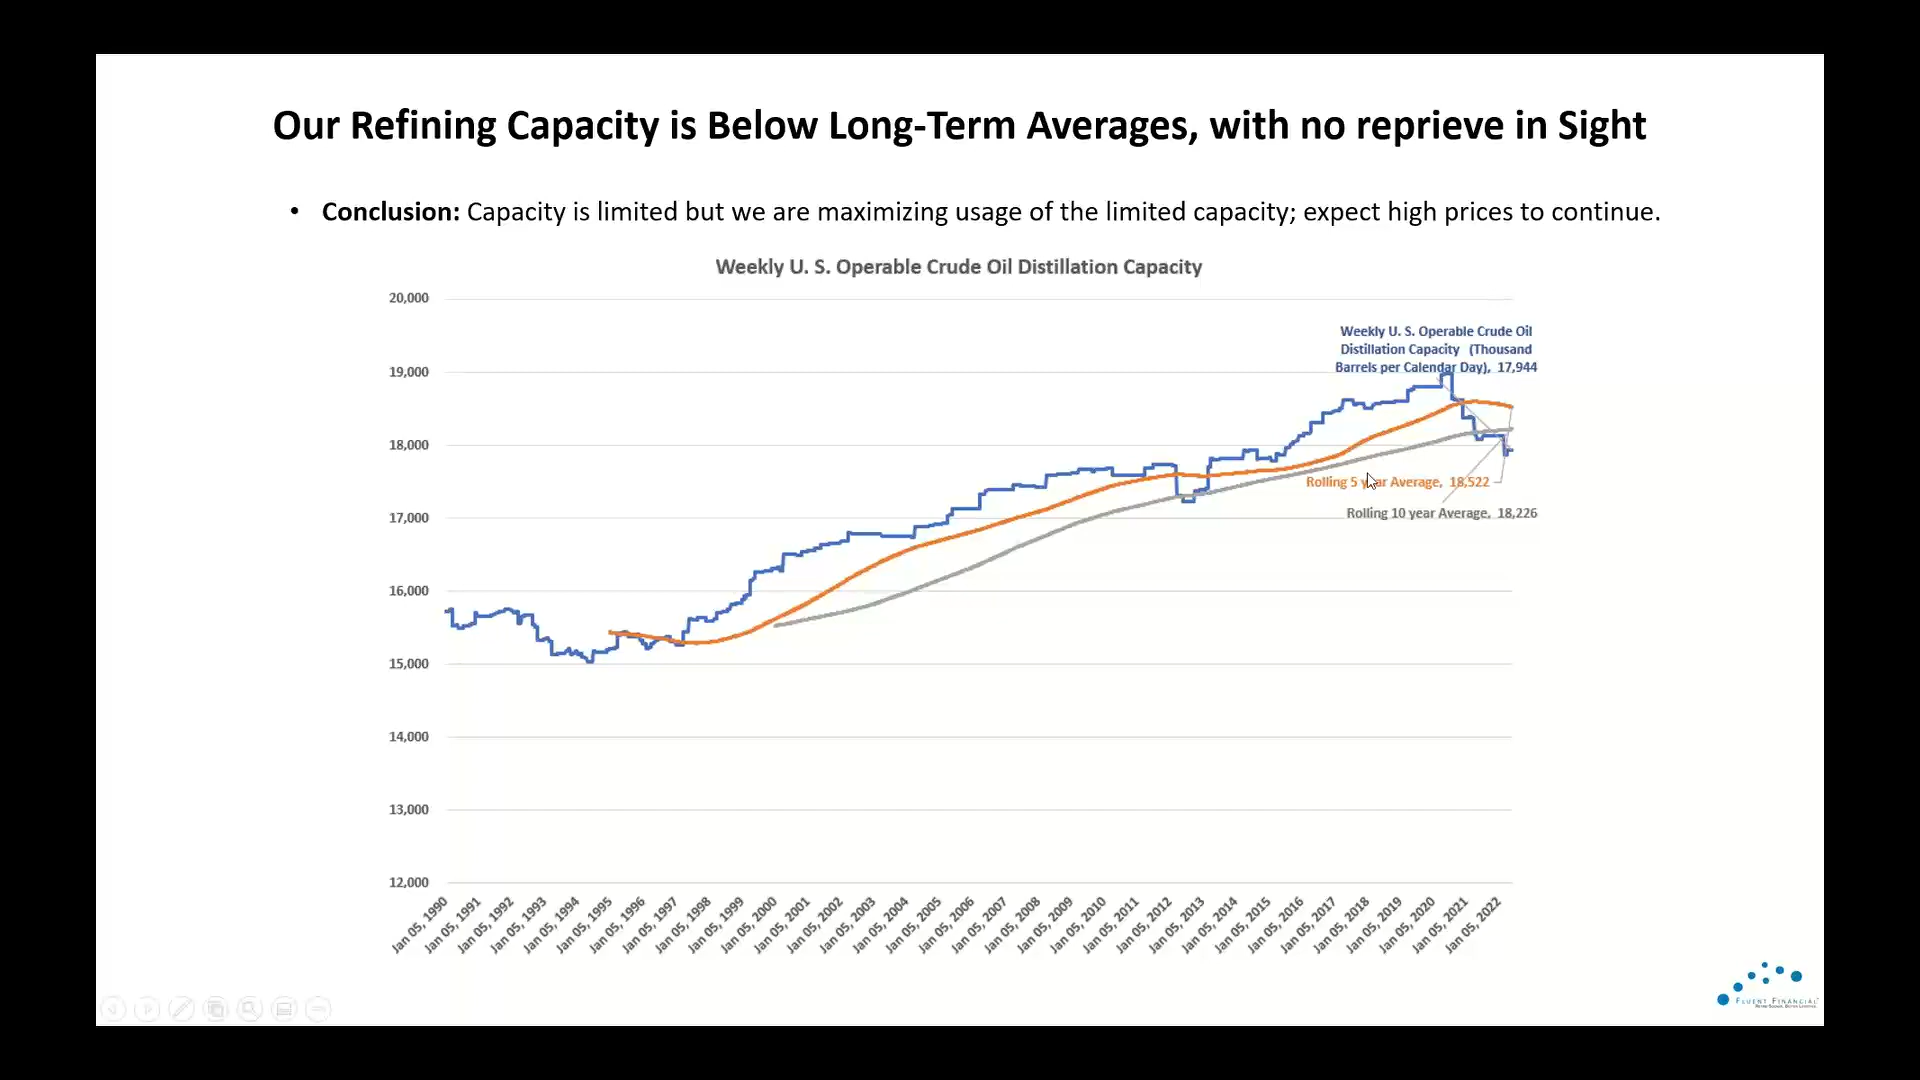 Our Refining Capacity is Below Long-Term Averages, with no reprieve in Sight
• Conclusion: Capacity is limited but we are maximizing usage of the limited capacity; expect high prices to continue.
Weekly U. S. Operable Crude Oil Distillation Capacity
20,000
19,000
18,000
17,000
16,000
15,000
14,000
13,000
12,000
Weekly U. S. Operable Crude Oil
Distillation Capacity (Thousand
Barrels per Calendar Day), 17,944
Rolling 5 year Average, 18,522
Rolling 10 year Average, 18,226
Jan 05, 1990
Jan 05, 1991
Jan 05, 1992
Jan 05, 1993
Jan 05, 1994
Jan 05, 1995
Jan 05, 1996
Jan 05, 1997
Jan 05, 1998
Jan 05, 1999
Jan 05, 2000
Jan 05, 2001
Jan 05, 2002
Jan 05, 2003
Jan 05, 2004
Jan 05, 2005
Jan 05, 2006
Jan 05, 2007
Jan 05, 2008
Jan 05, 2009
Jan 05, 2010
Jan 05, 2011
Jan 05, 2012
Jan 05, 2013
Jan 05, 2014
Jan 05, 2015
Jan 05, 2016
Jan 05, 2017
Jan 05, 2018
Jan 05, 2019
Jan 05, 2020
Jan 05, 2021
Jan 05, 2022
FLUENT FINANCIAL